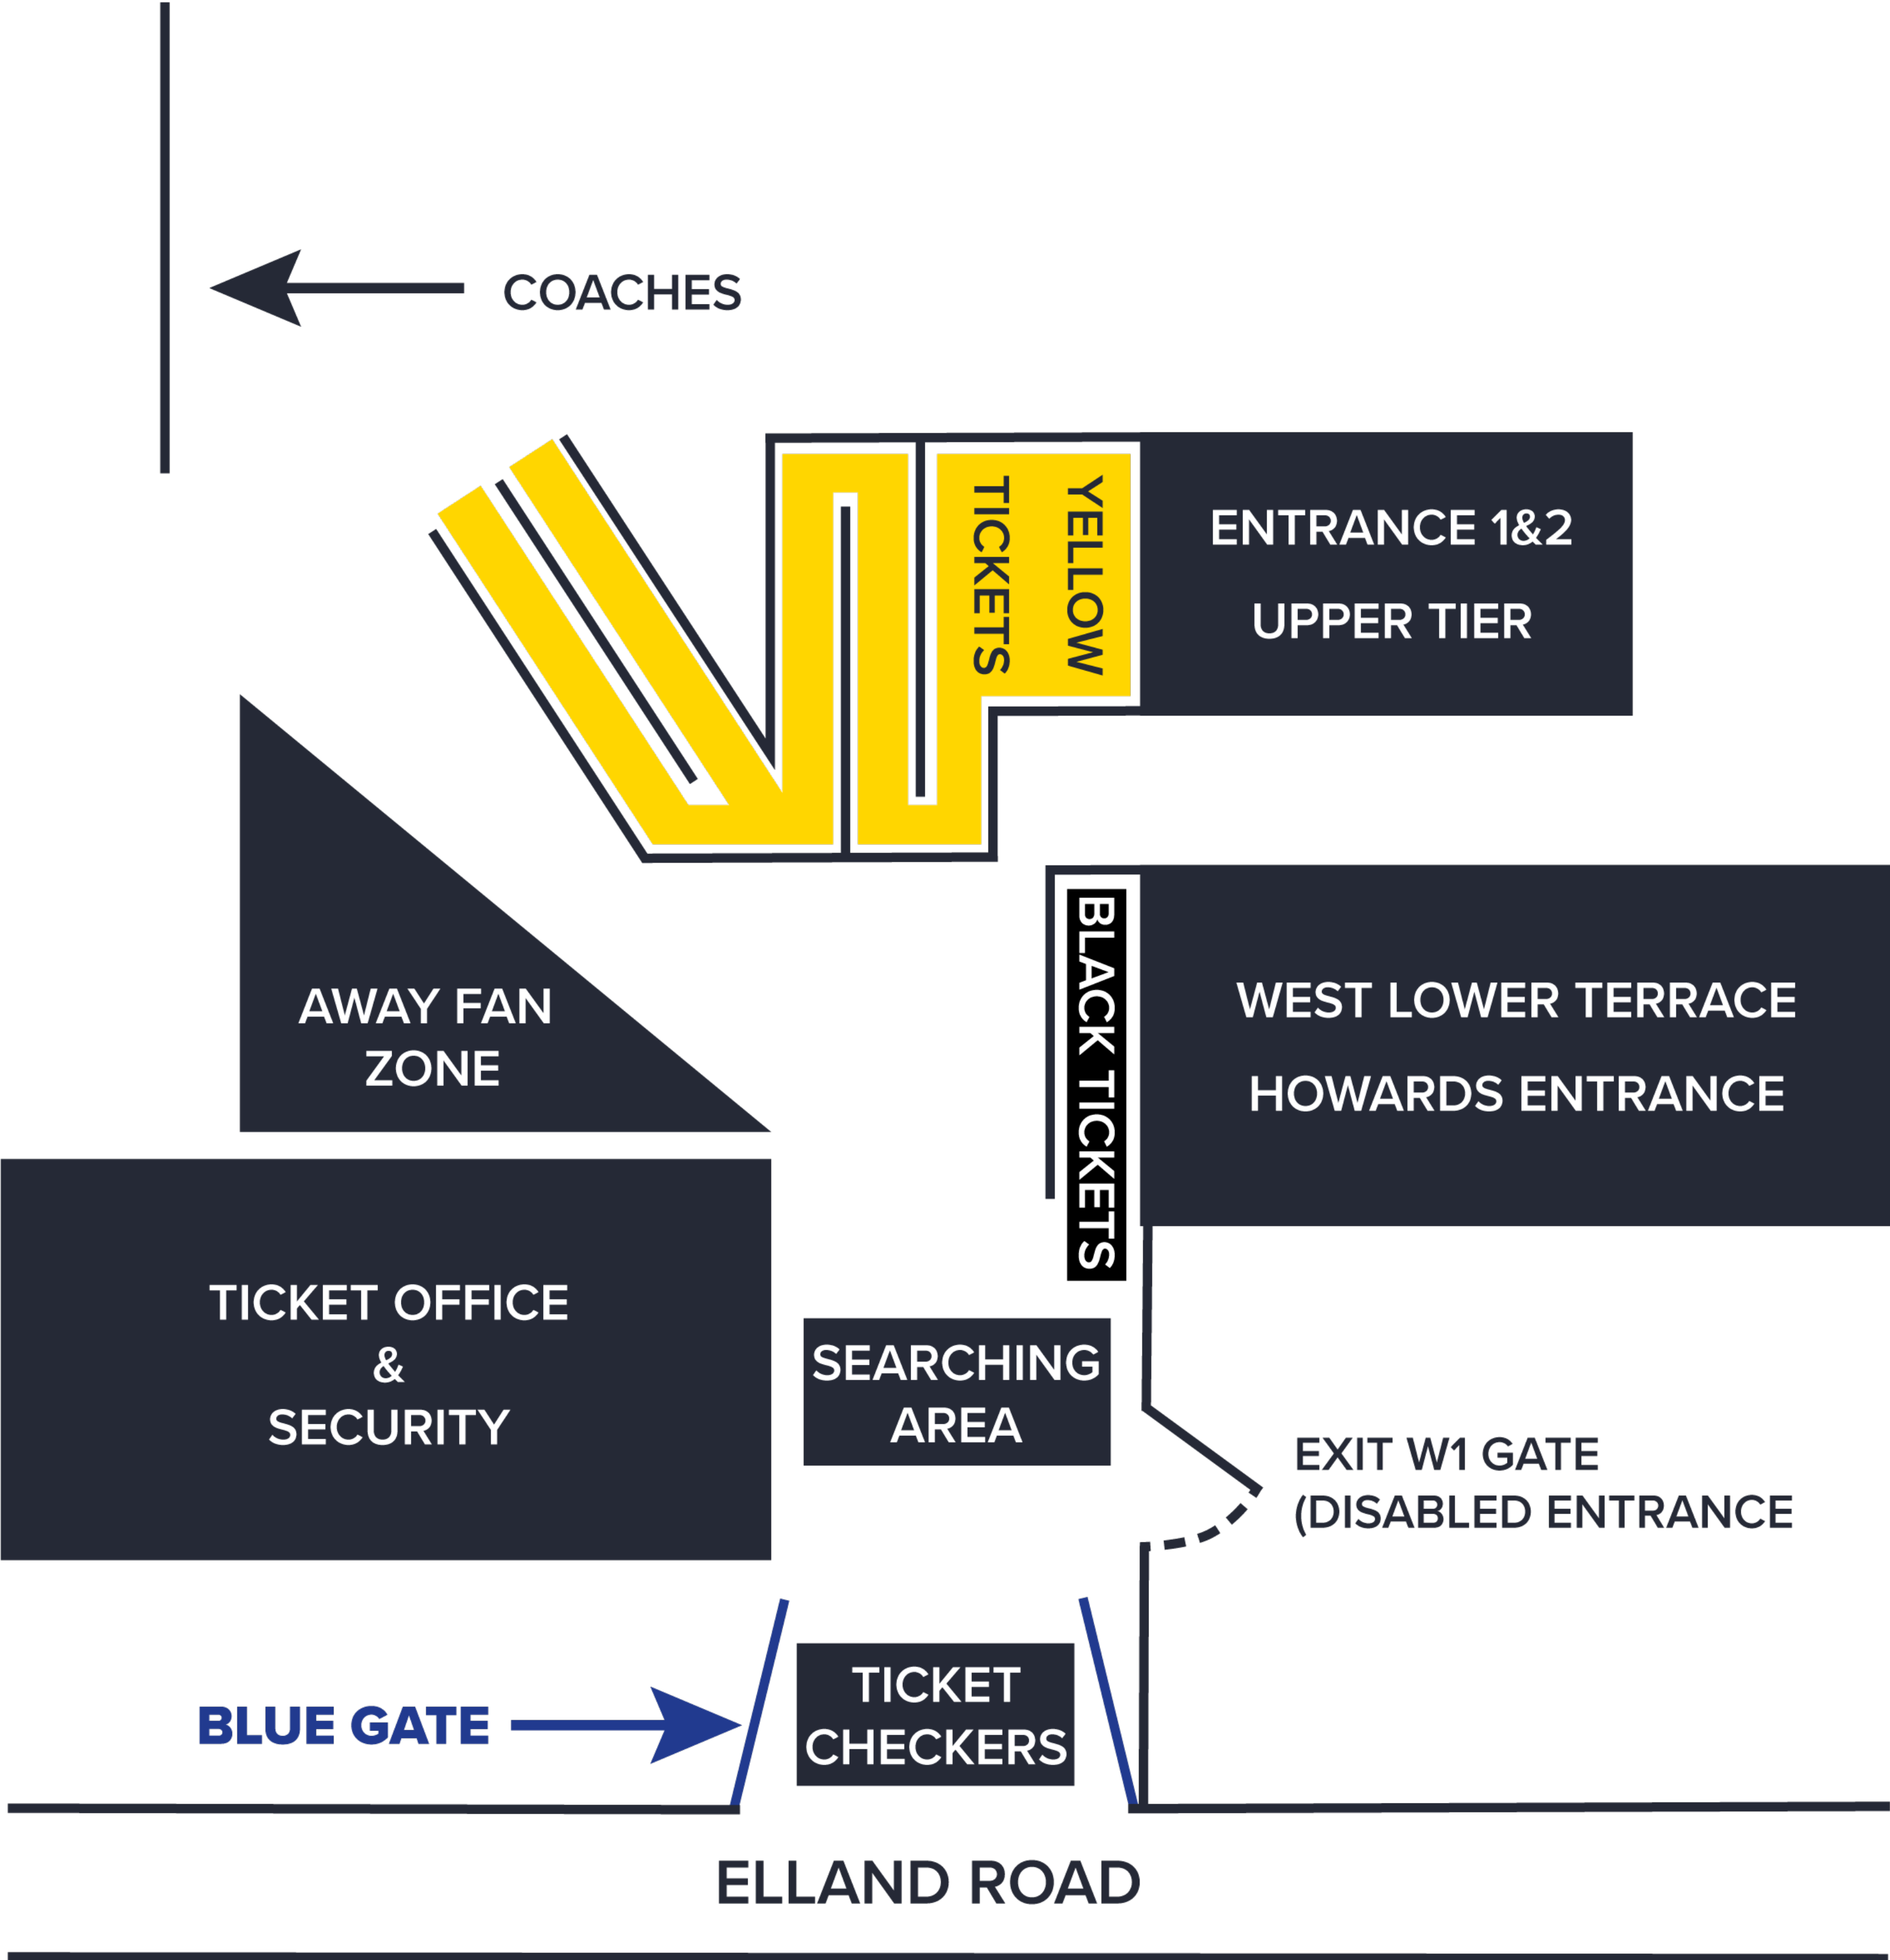 COACHES
YELLOW
TICKETS
ENTRANCE 1&2
UPPER TIER
AWAY FAN
ZONE
BLACK TICKETS
WEST LOWER TERRACE
HOWARDS ENTRANCE
TICKET OFFICE
&
SECURITY
SEARCHING
AREA
EXIT W1 GATE
(DISABLED ENTRANCE
TICKET
CHECKERS
BLUE GATE
ELLAND ROAD